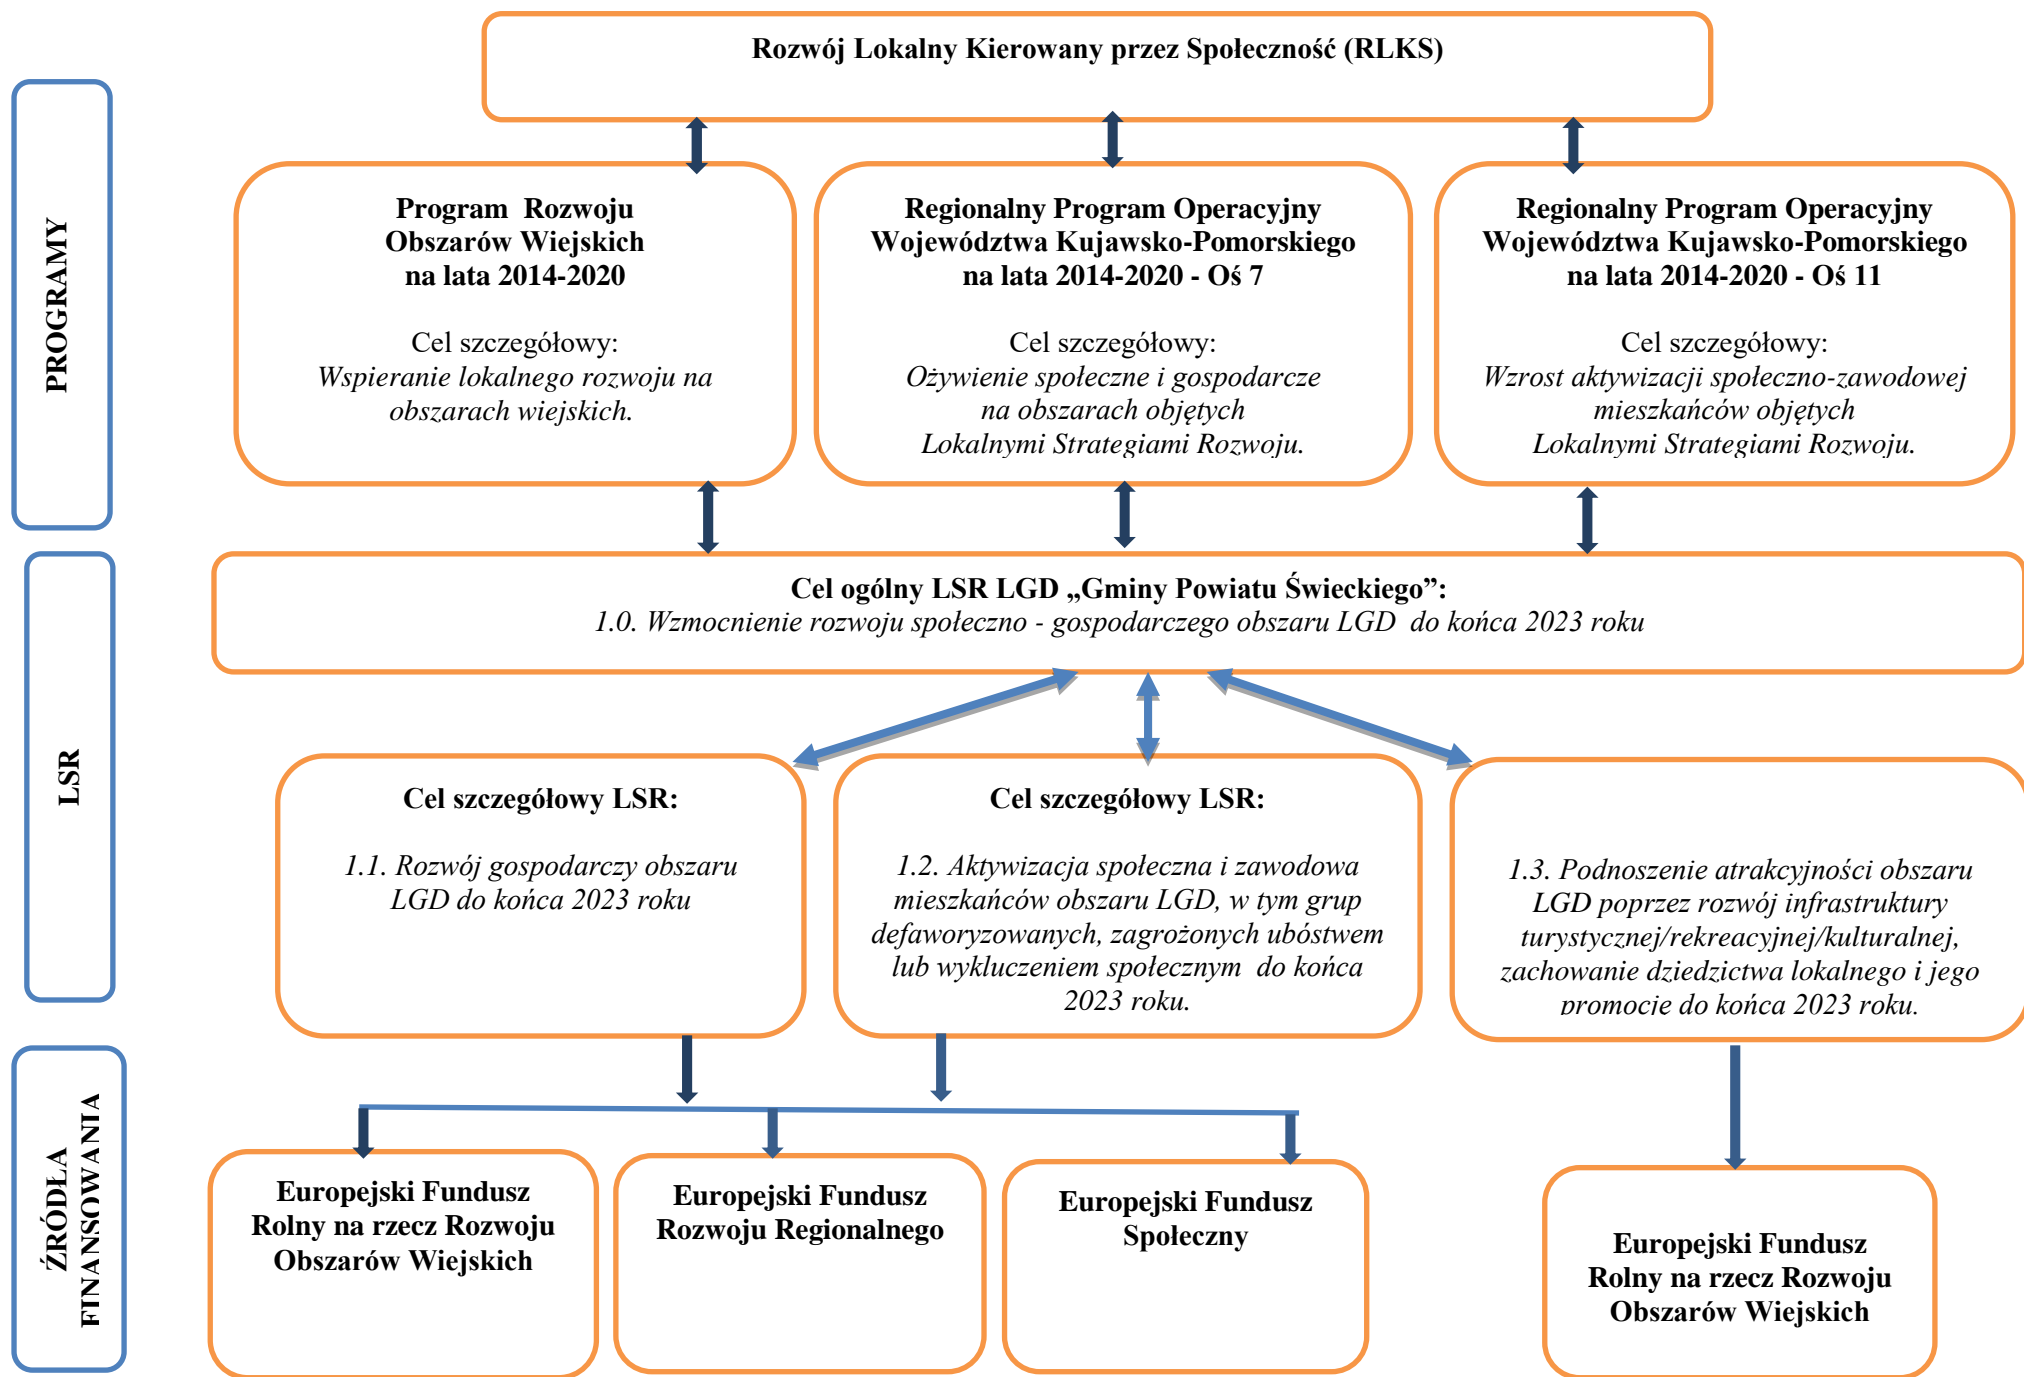 Rozwój Lokalny Kierowany przez Społeczność (RLKS)
PROGRAMY
Program  Rozwoju
Obszarów Wiejskich
na lata 2014-2020
Cel szczegółowy:
Wspieranie lokalnego rozwoju na
obszarach wiejskich.
Regionalny Program Operacyjny
Województwa Kujawsko-Pomorskiego
na lata 2014-2020 - Oś 7
Cel szczegółowy:
Ożywienie społeczne i gospodarcze
na obszarach objętych
Lokalnymi Strategiami Rozwoju.
Regionalny Program Operacyjny
Województwa Kujawsko-Pomorskiego
na lata 2014-2020 - Oś 11
Cel szczegółowy:
Wzrost aktywizacji społeczno-zawodowej
mieszkańców objętych
Lokalnymi Strategiami Rozwoju.
LSR
Cel ogólny LSR LGD „Gminy Powiatu Świeckiego”:
1.0. Wzmocnienie rozwoju społeczno - gospodarczego obszaru LGD  do końca 2023 roku
Cel szczegółowy LSR:
1.1. Rozwój gospodarczy obszaru
LGD do końca 2023 roku
Cel szczegółowy LSR:
1.2. Aktywizacja społeczna i zawodowa
mieszkańców obszaru LGD, w tym grup
defaworyzowanych, zagrożonych ubóstwem
lub wykluczeniem społecznym  do końca
2023 roku.
1.3. Podnoszenie atrakcyjności obszaru
LGD poprzez rozwój infrastruktury
turystycznej/rekreacyjnej/kulturalnej,
zachowanie dziedzictwa lokalnego i jego
promocję do końca 2023 roku.
ŹRÓDŁA
FINANSOWANIA
Europejski Fundusz
Rolny na rzecz Rozwoju
Obszarów Wiejskich
Europejski Fundusz
Rozwoju Regionalnego
Europejski Fundusz
Społeczny
Europejski Fundusz
Rolny na rzecz Rozwoju
Obszarów Wiejskich